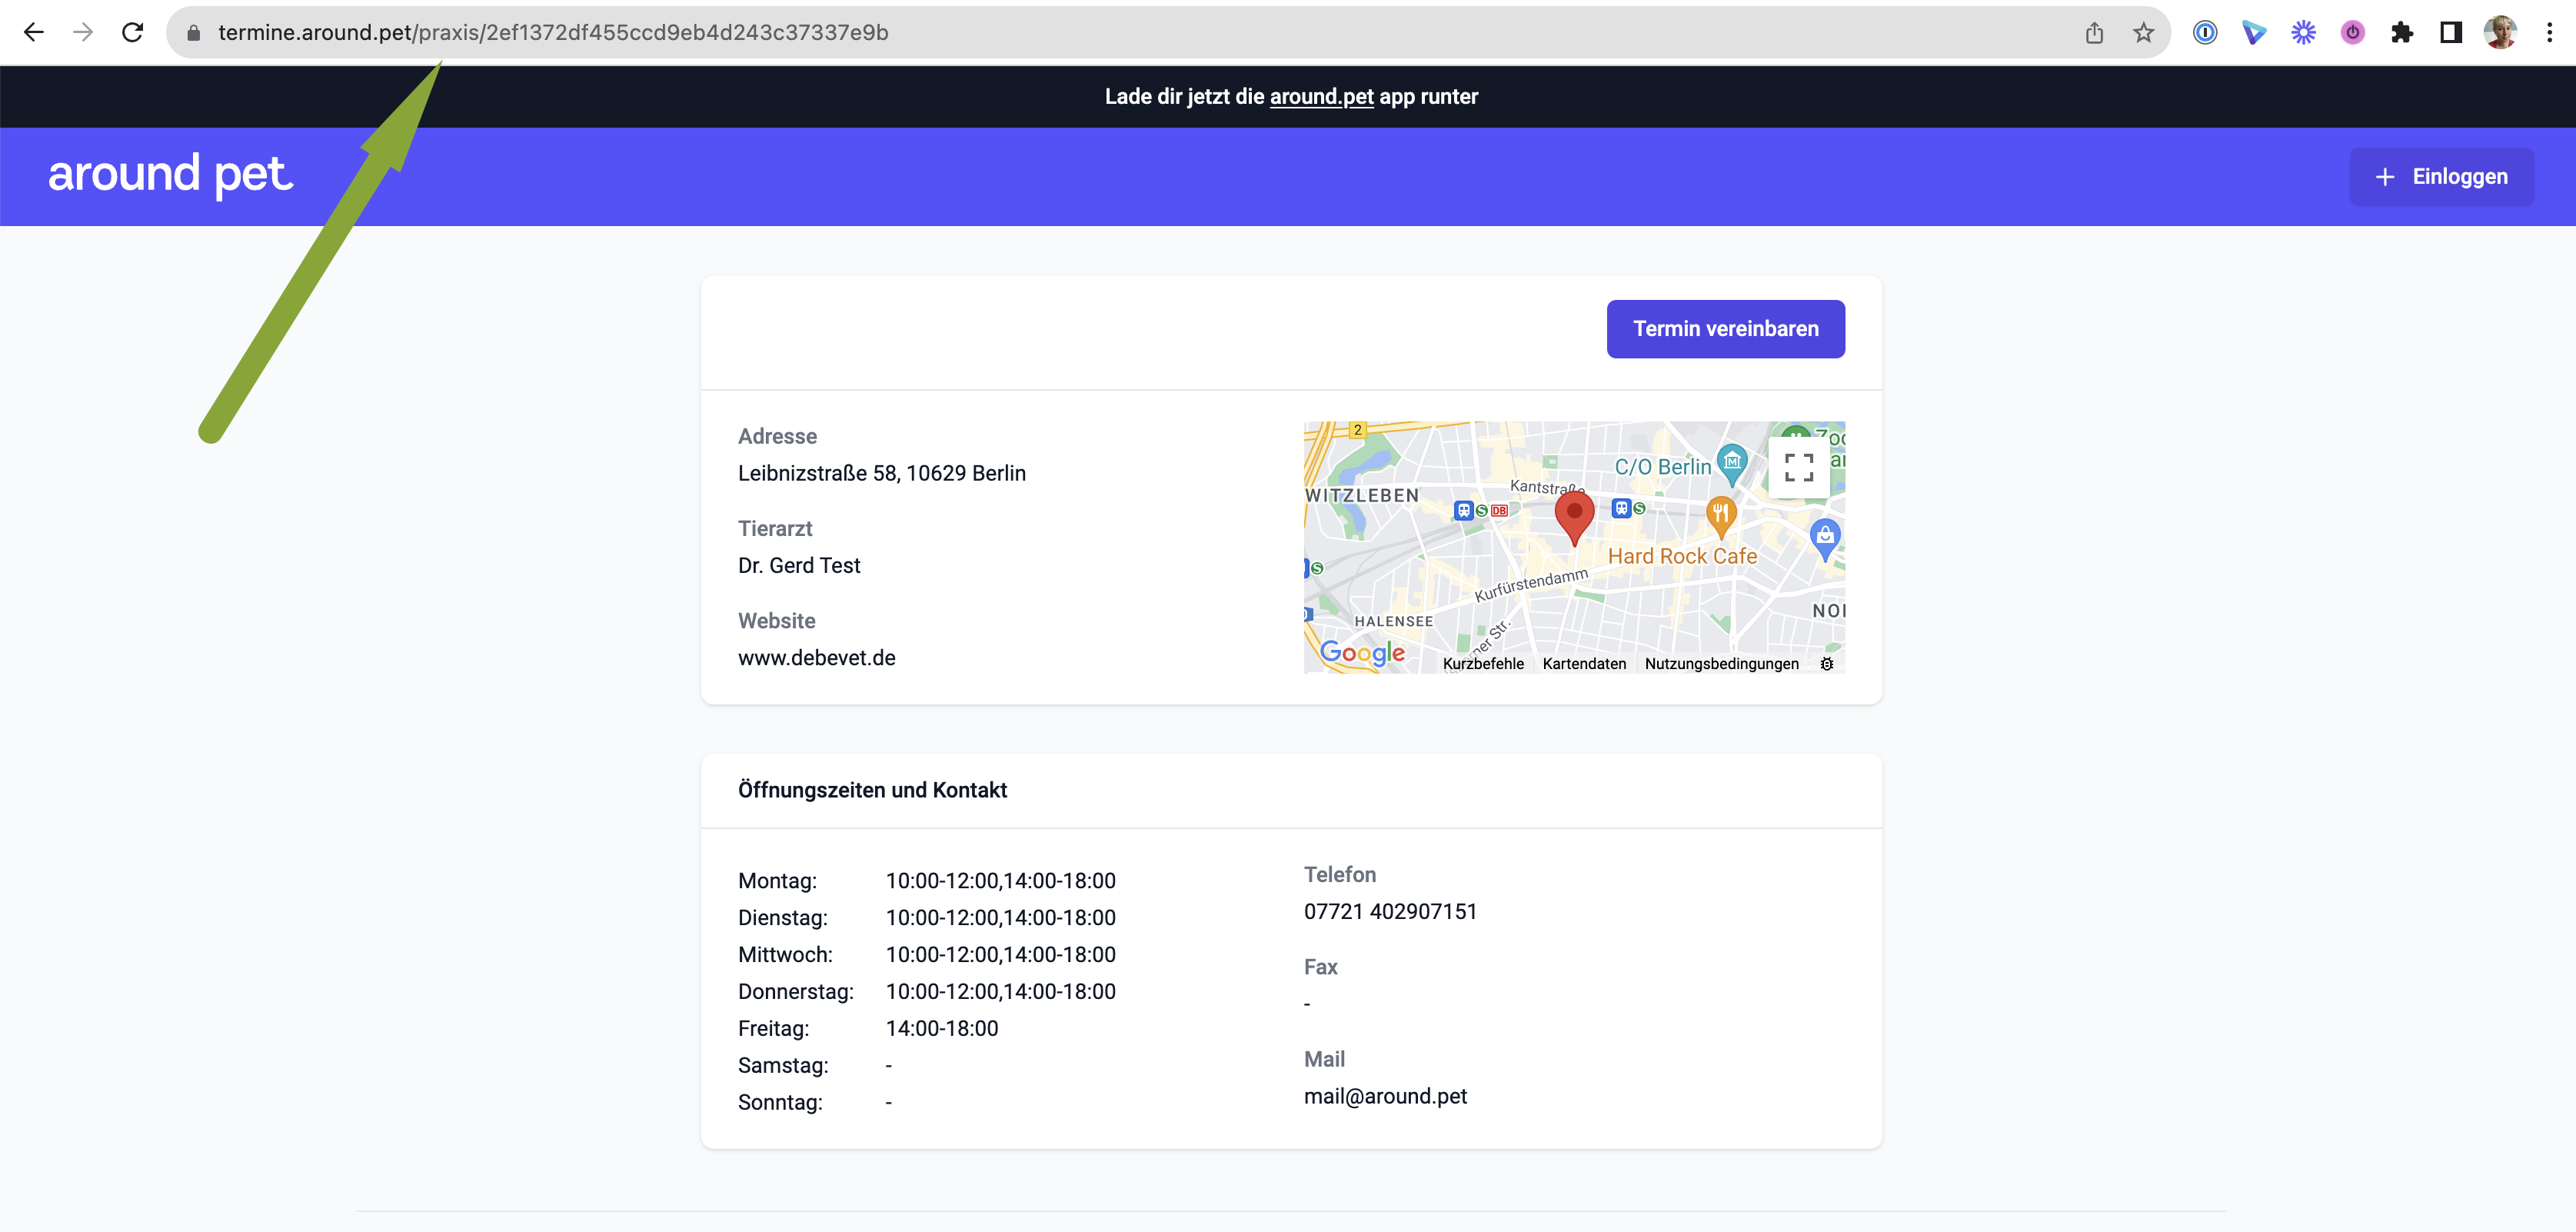 termine.around.pet/praxis/2ef1372df455ccd9eb4d243c37337e9b
Lade dir jetzt die around.pet app runter
around pet.
+ Einloggen
Termin vereinbaren
Adresse
Leibnizstraße 58, 10629 Berlin
Tierarzt
Dr. Gerd Test
Website
www.debevet.de
2
C/O Berlin
WITZLEBEN
Kantstraße
S DB
S
Hard Rock Cafe
S
Kurfürstendamm
HALENSEE
Google
Kurzbefehle Kartendaten Nutzungsbedingungen
Öffnungszeiten und Kontakt
Montag: 10:00-12:00,14:00-18:00
Dienstag: 10:00-12:00,14:00-18:00
Mittwoch: 10:00-12:00,14:00-18:00
Donnerstag: 10:00-12:00,14:00-18:00
Freitag: 14:00-18:00
Samstag: -
Sonntag: -
Telefon
07721 402907151
Fax
-
Mail
mail@around.pet